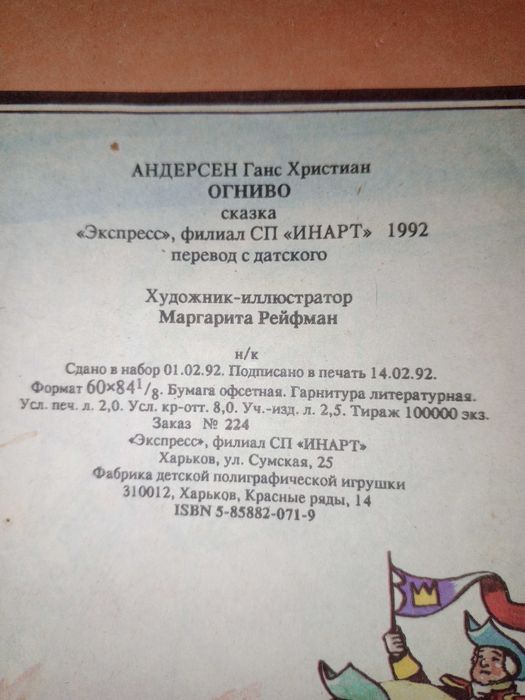 АНДЕРСЕН Ганс Христиан
ОГНИВО
сказка
«Экспресс», филиал СП «ИНАРТ» 1992
перевод с датского
Художник-иллюстратор
Маргарита Рейфман
н/к
Сдано в набор 01.02.92. Подписано в печать 14.02.92.
Формат 60×84 1/8. Бумага офсетная. Гарнитура литературная.
Усл. печ. л. 2,0. Усл. кр-отт. 8,0. Уч.-изд. л. 2,5. Тираж 100000 экз.
Заказ № 224
«Экспресс», филиал СП «ИНАРТ»
Харьков, ул. Сумская, 25
Фабрика детской полиграфической игрушки
310012, Харьков, Красные ряды, 14
ISBN 5-85882-071-9